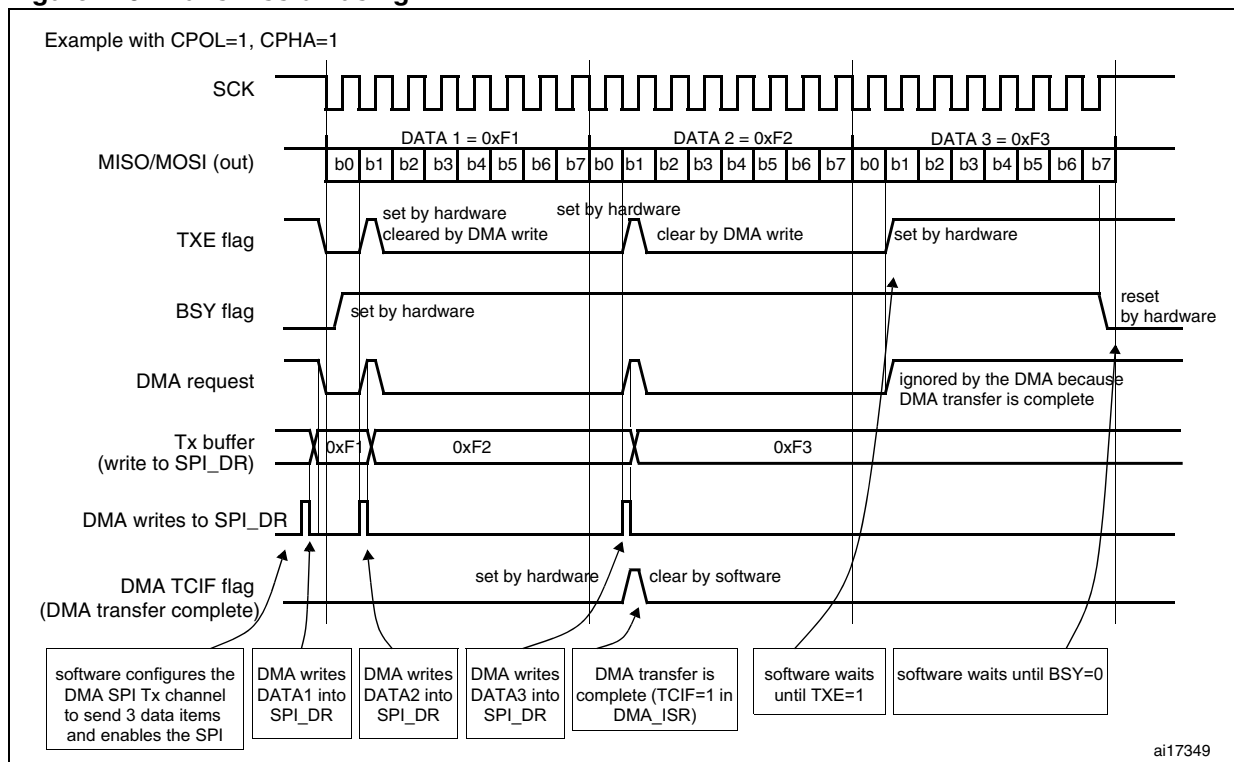 Example with CPOL=1, CPHA=1
SCK
DATA 1 = 0xF1
DATA 2 = 0xF2
DATA 3 = 0xF3
MISO/MOSI (out)
b0 b1 b2 b3 b4 b5 b6 b7 b0 b1 b2 b3 b4 b5 b6 b7 b0 b1 b2 b3 b4 b5 b6 b7
TXE flag
set by hardware
cleared by DMA write
set by hardware
clear by DMA write
set by hardware
BSY flag
set by hardware
reset
by hardware
DMA request
ignored by the DMA because
DMA transfer is complete
Tx buffer
(write to SPI_DR)
0xF1
0xF2
0xF3
DMA writes to SPI_DR
DMA TCIF flag
(DMA transfer complete)
set by hardware
clear by software
software configures the
DMA SPI Tx channel
to send 3 data items
and enables the SPI
DMA writes
DATA1 into
SPI_DR
DMA writes
DATA2 into
SPI_DR
DMA writes
DATA3 into
SPI_DR
DMA transfer is
complete (TCIF=1 in
DMA_ISR)
software waits
until TXE=1
software waits until BSY=0
ai17349